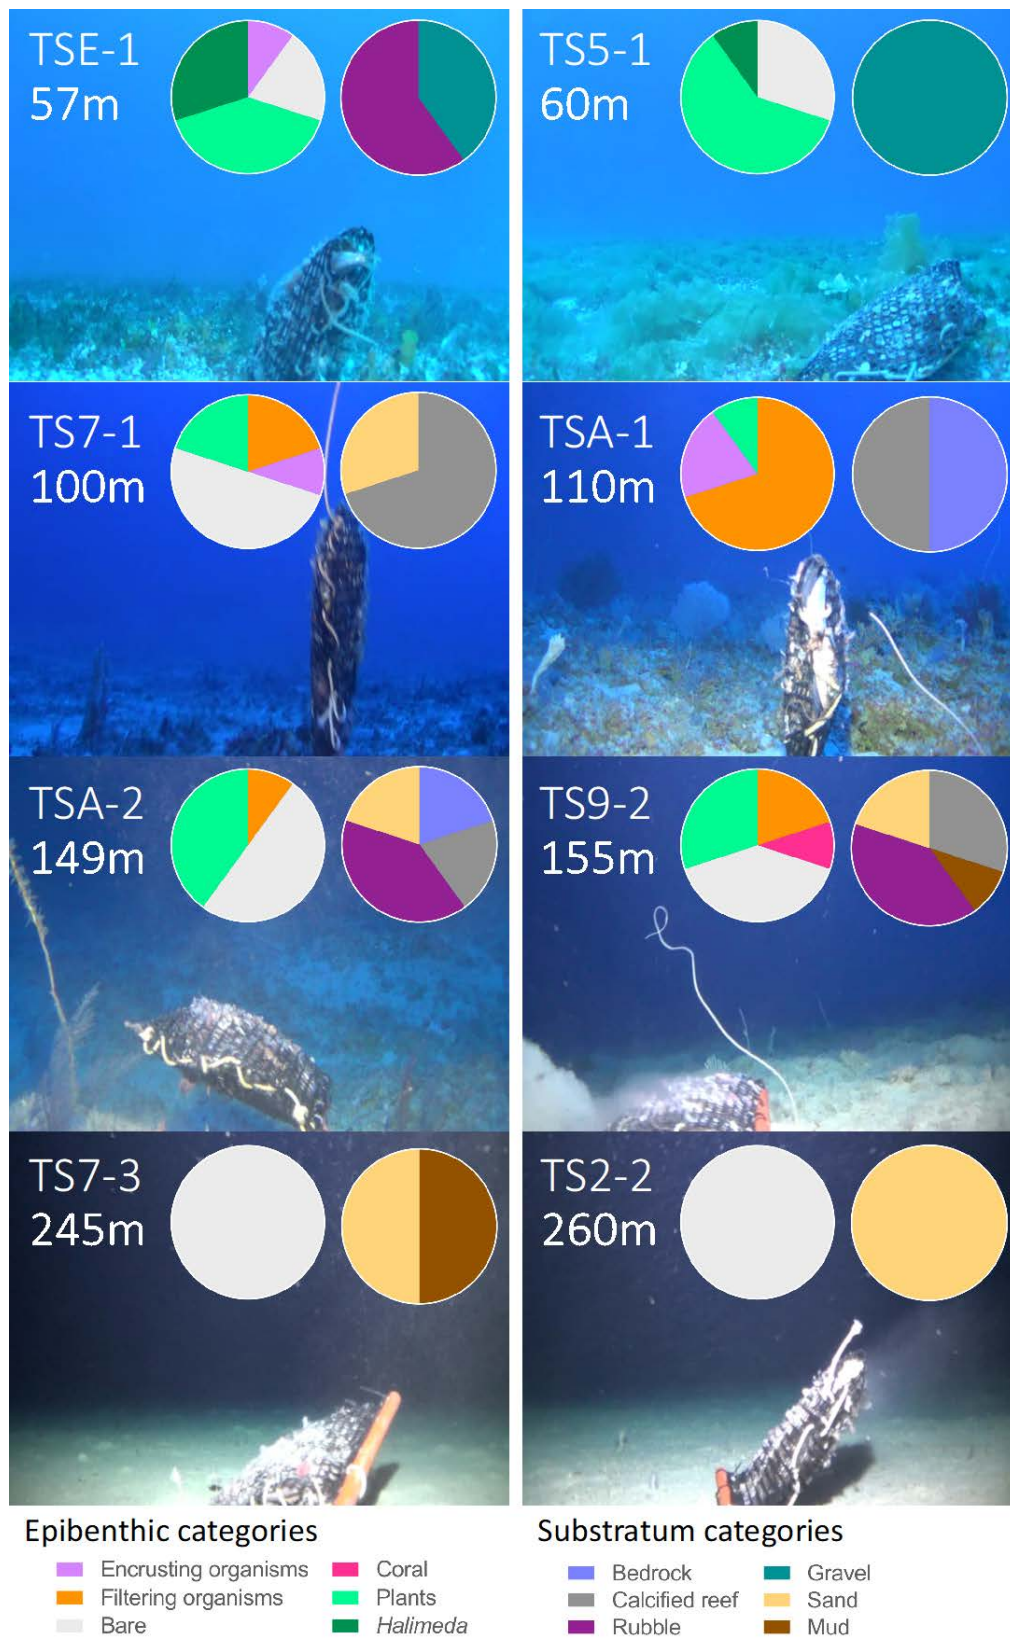 TSE-1
57m
TS5-1
60m
TS7-1
100m
TSA-1
110m
TSA-2
149m
TS9-2
155m
TS7-3
245m
TS2-2
260m
Epibenthic categories
Encrusting organisms
Filtering organisms
Bare
Coral
Plants
Halimeda
Substratum categories
Bedrock
Calcified reef
Rubble
Gravel
Sand
Mud